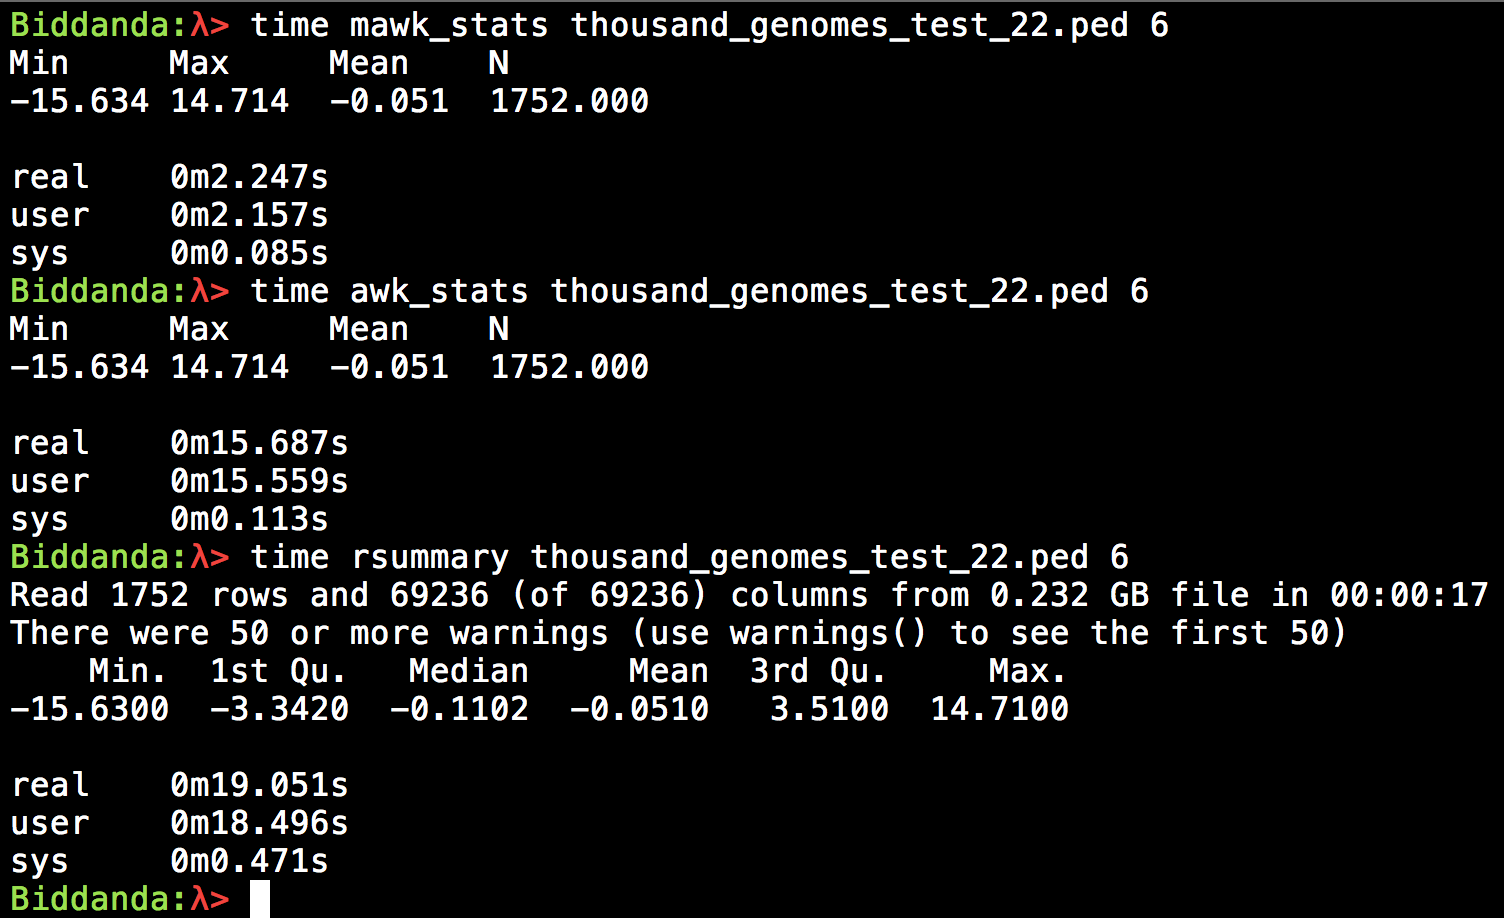 Biddanda:λ> time mawk_stats thousand_genomes_test_22.ped 6
Min     Max     Mean    N
-15.634 14.714  -0.051  1752.000

real    0m2.247s
user    0m2.157s
sys     0m0.085s
Biddanda:λ> time awk_stats thousand_genomes_test_22.ped 6
Min     Max     Mean    N
-15.634 14.714  -0.051  1752.000

real    0m15.687s
user    0m15.559s
sys     0m0.113s
Biddanda:λ> time rsummary thousand_genomes_test_22.ped 6
Read 1752 rows and 69236 (of 69236) columns from 0.232 GB file in 00:00:17
There were 50 or more warnings (use warnings() to see the first 50)
    Min.  1st Qu.   Median     Mean  3rd Qu.     Max.
-15.6300  -3.3420  -0.1102  -0.0510   3.5100  14.7100

real    0m19.051s
user    0m18.496s
sys     0m0.471s
Biddanda:λ>